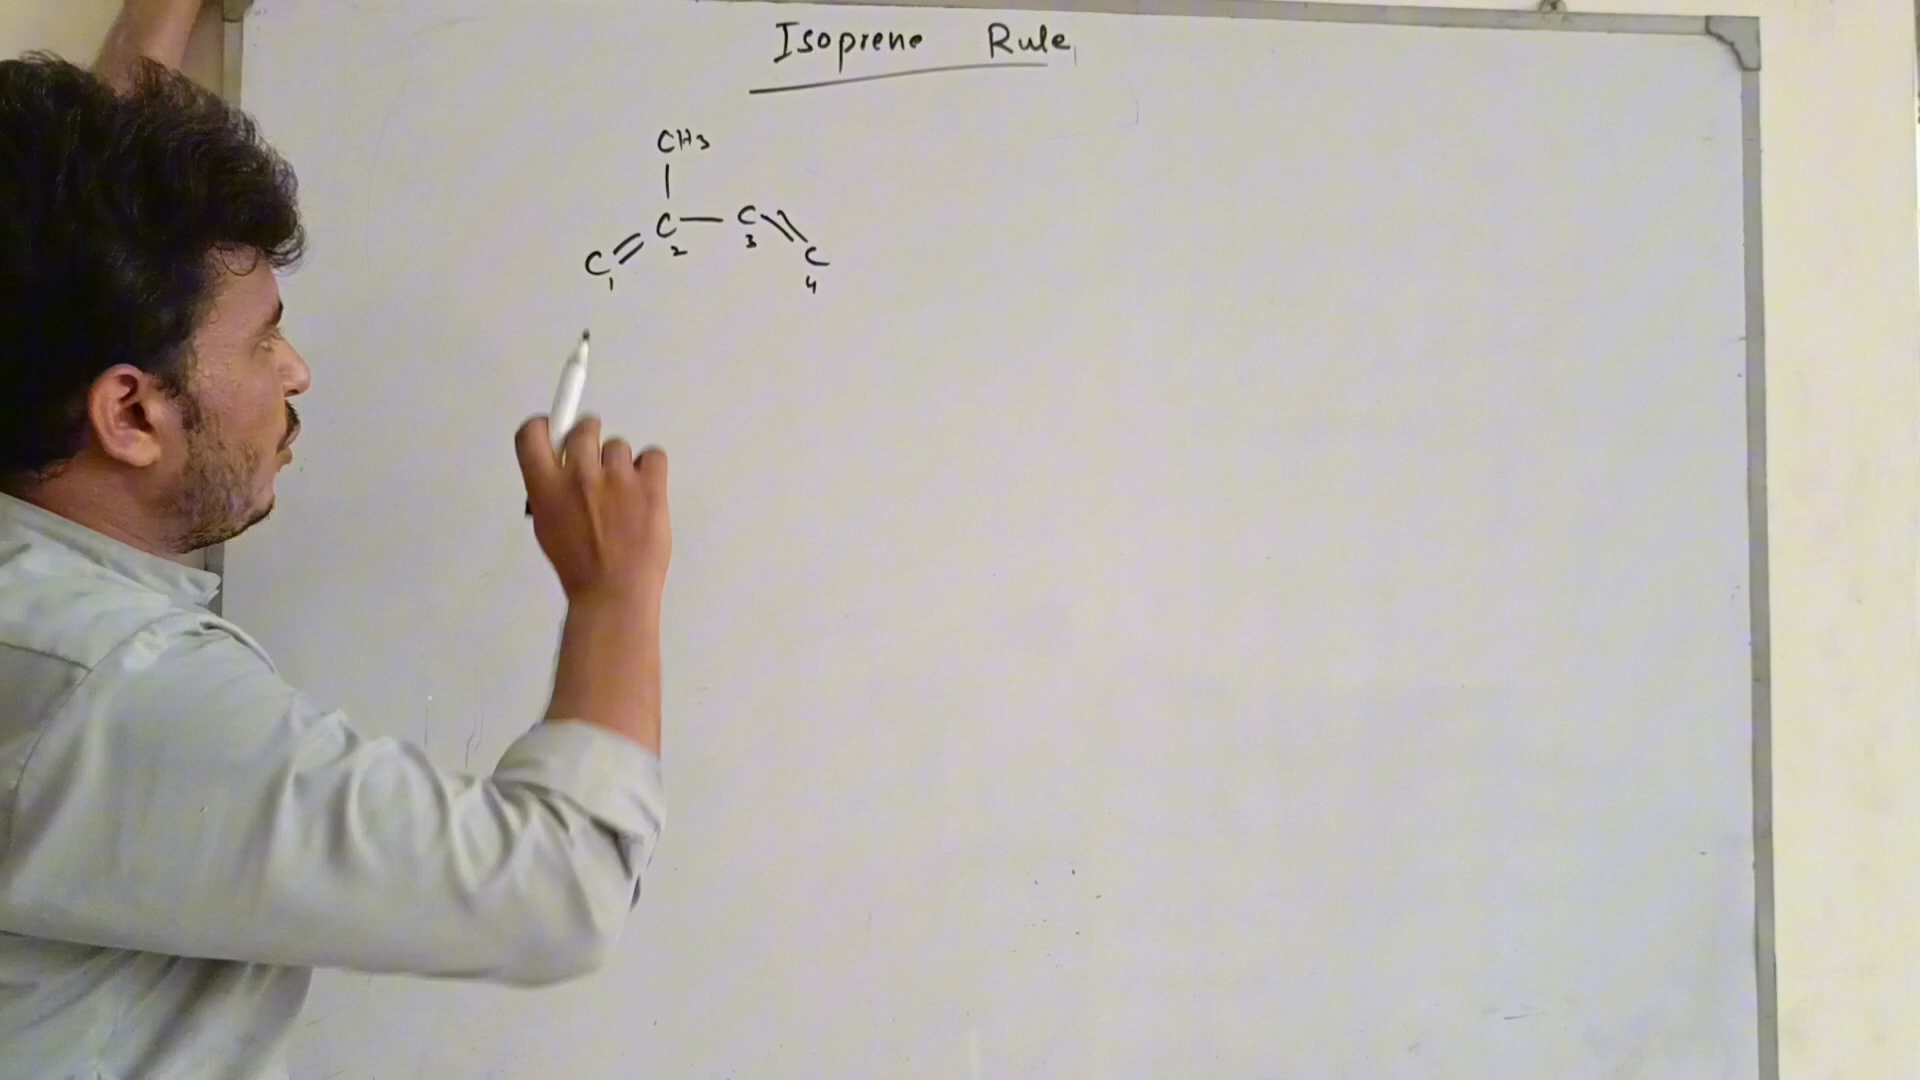 Isoprene Rule
CH3
C = C — C = C
1 2 3 4